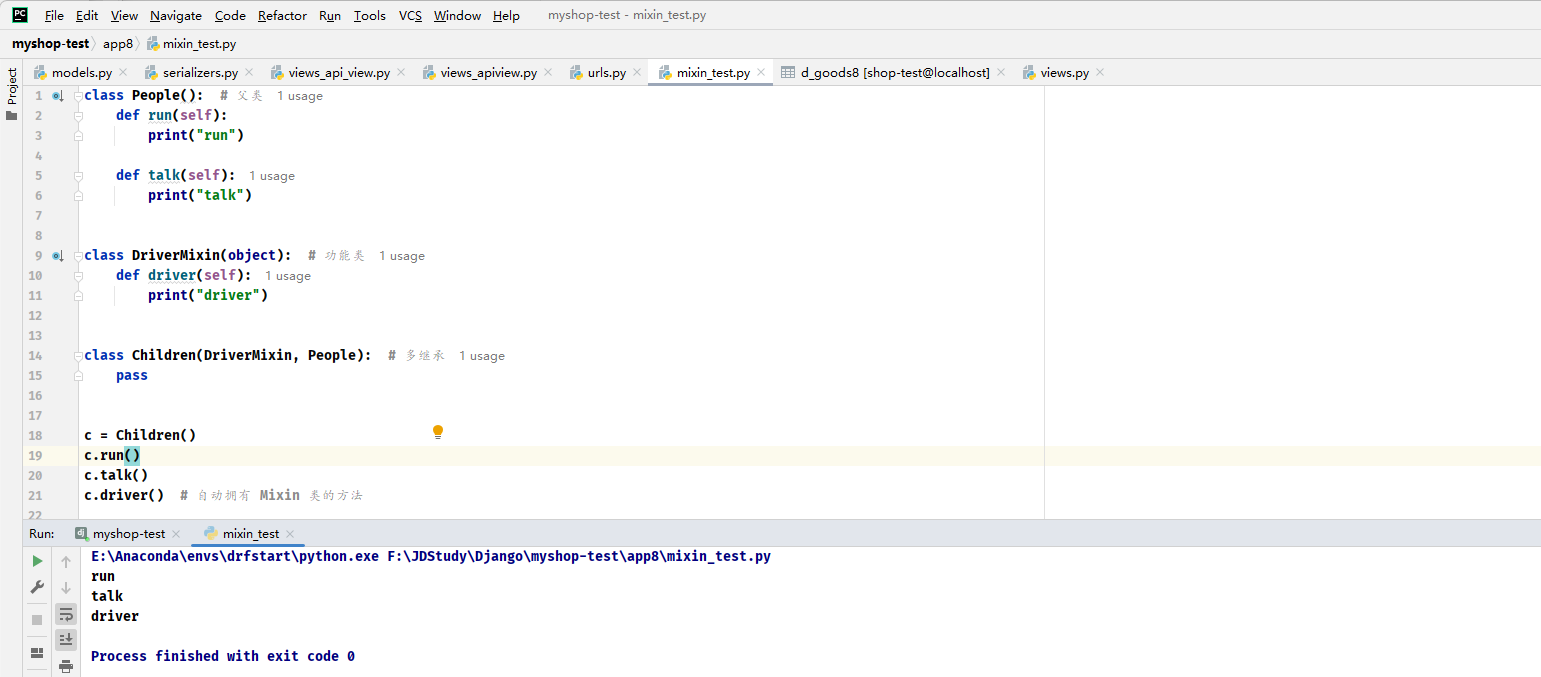 PC File Edit View Navigate Code Refactor Run Tools VCS Window Help myshop-test - mixin_test.py
myshop-test app8 mixin_test.py
Project
models.py serializers.py views_api_view.py views_apiview.py urls.py mixin_test.py d_goods8 [shop-test@localhost] views.py
1 class People(): # 父类 1 usage
2 def run(self):
3 print("run")
4
5 def talk(self): 1 usage
6 print("talk")
7
8
9 class DriverMixin(object): # 功能类 1 usage
10 def driver(self): 1 usage
11 print("driver")
12
13
14 class Children(DriverMixin, People): # 多继承 1 usage
15 pass
16
17
18 c = Children()
19 c.run()
20 c.talk()
21 c.driver() # 自动拥有 Mixin 类的方法
22
Run: dj myshop-test mixin_test
E:\Anaconda\envs\drfstart\python.exe F:\JDStudy\Django\myshop-test\app8\mixin_test.py
run
talk
driver
Process finished with exit code 0